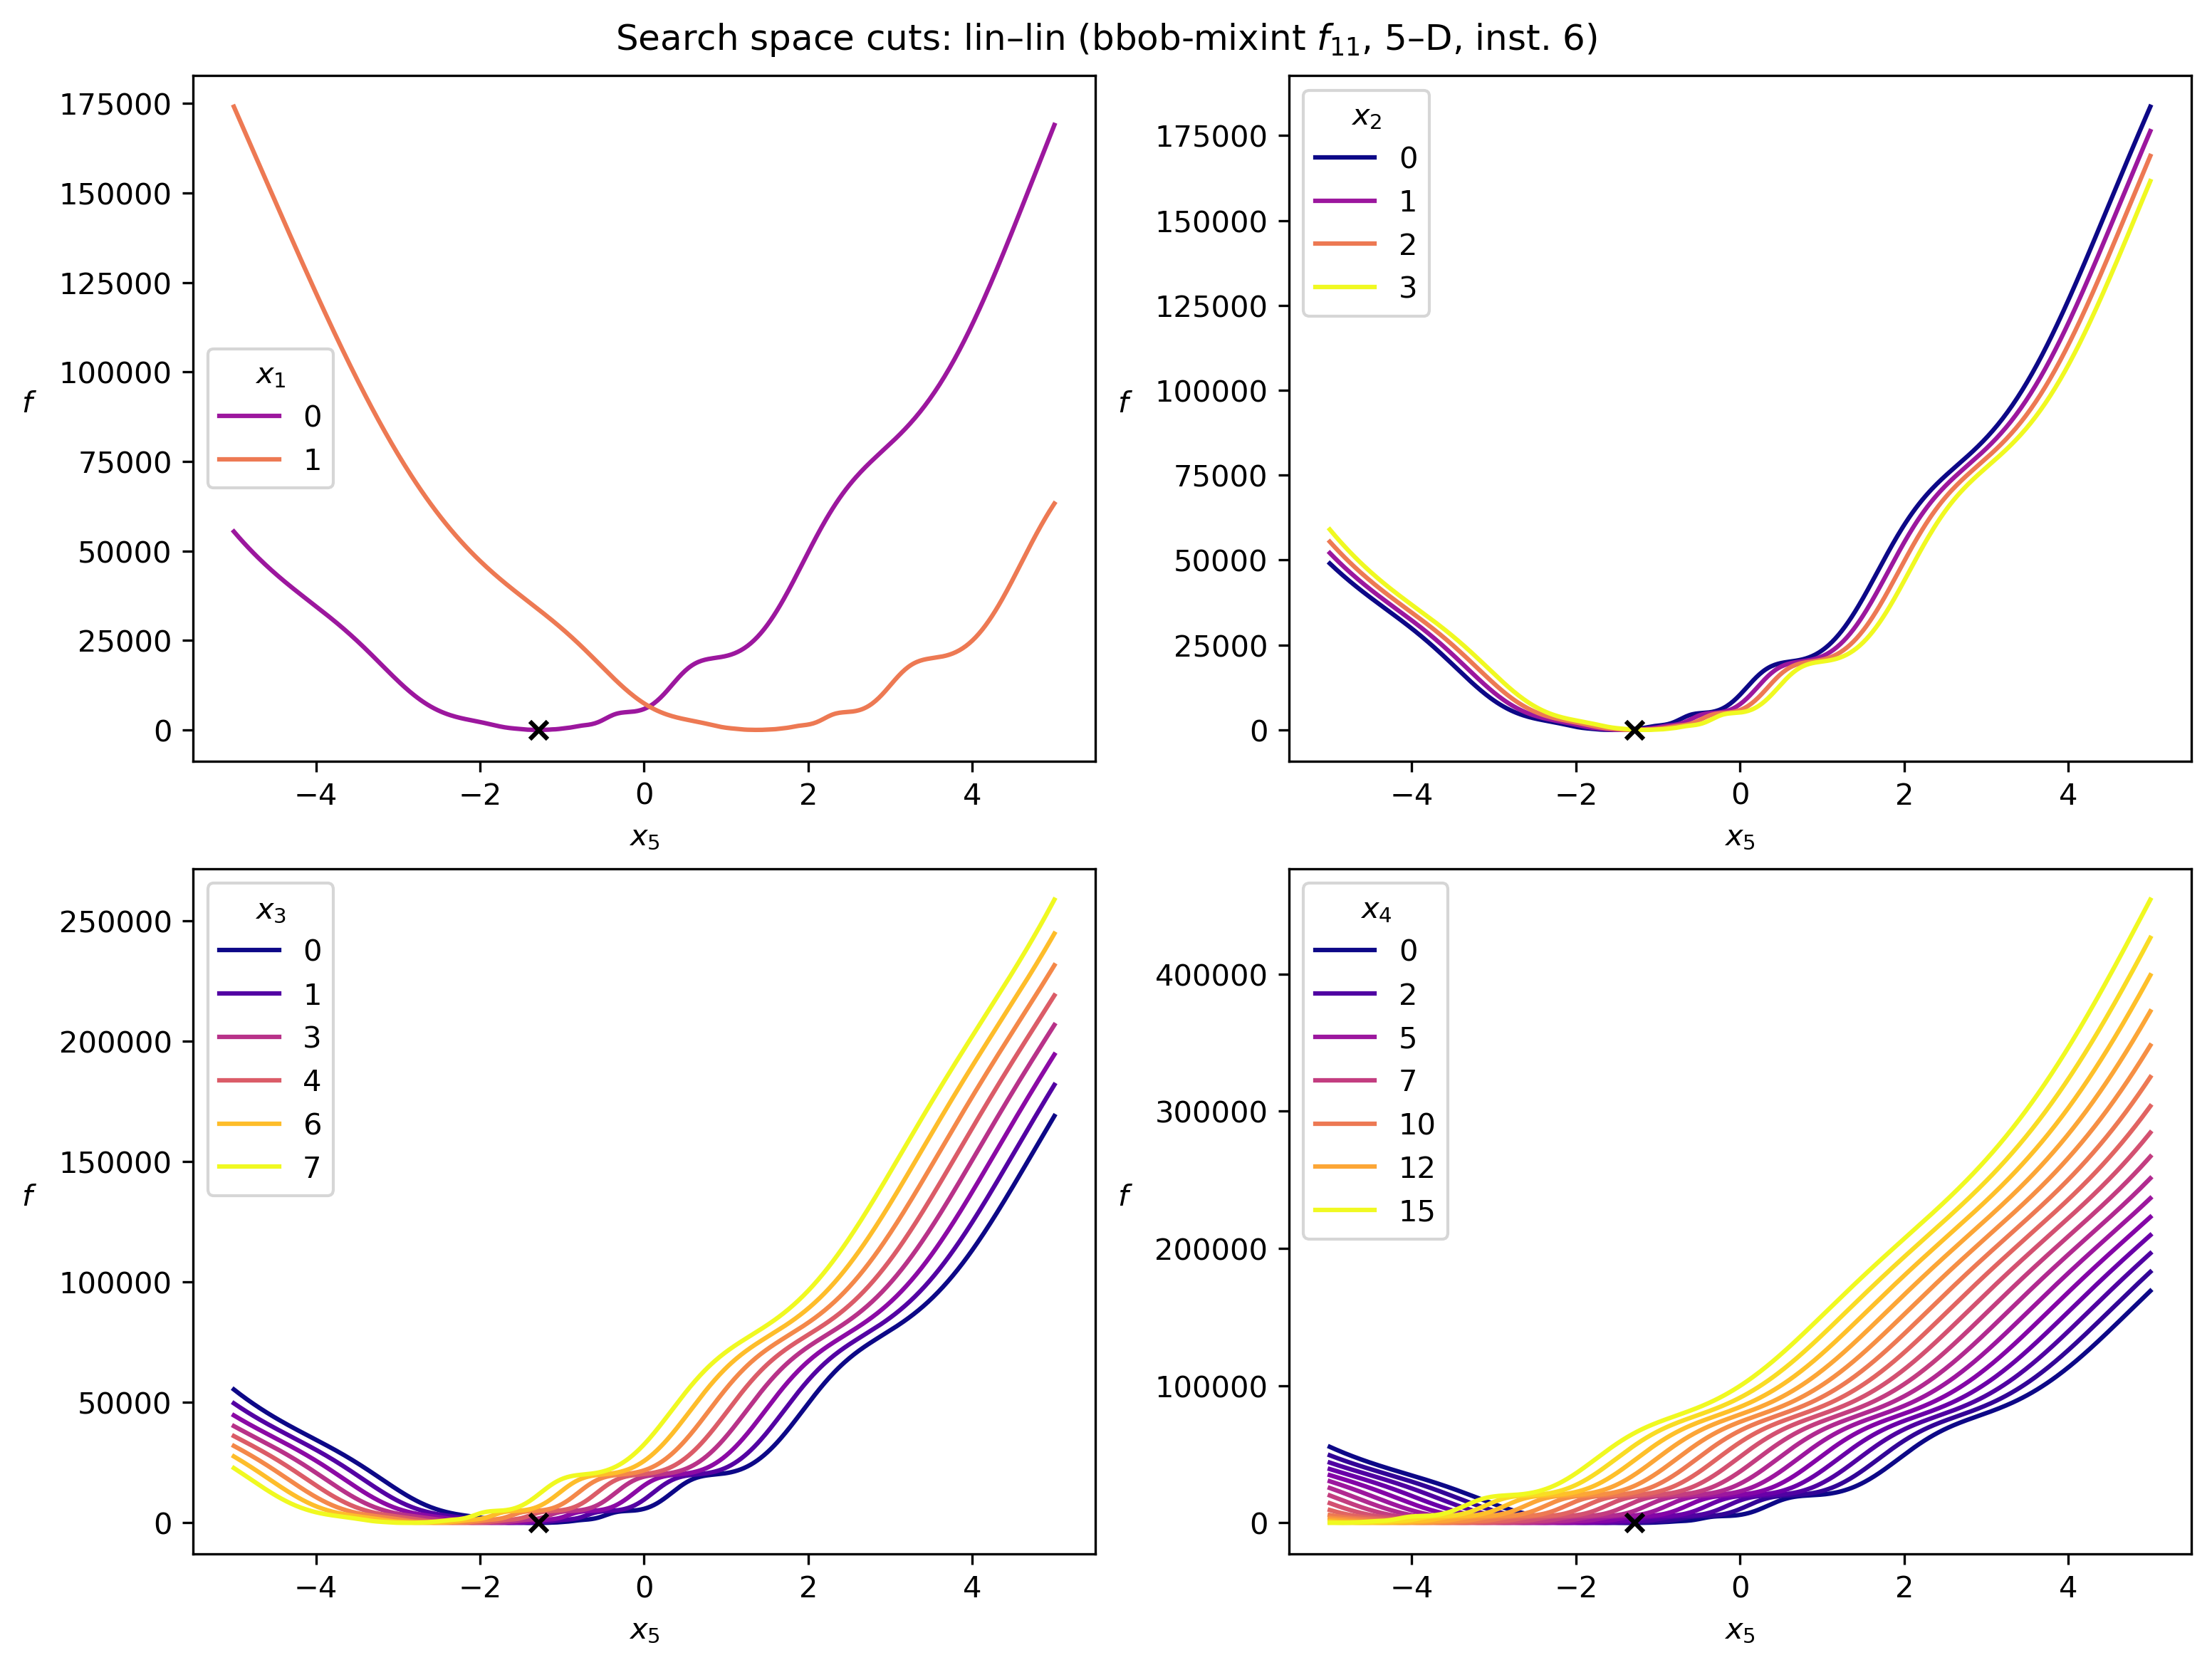 Search space cuts: lin–lin (bbob-mixint f₁₁, 5–D, inst. 6)
175000
150000
125000
100000
75000
50000
25000
0
f
x₁
0
1
−4 −2 0 2 4
x₅
175000
150000
125000
100000
75000
50000
25000
0
f
x₂
0
1
2
3
−4 −2 0 2 4
x₅
250000
200000
150000
100000
50000
0
f
x₃
0
1
3
4
6
7
−4 −2 0 2 4
x₅
400000
300000
200000
100000
0
f
x₄
0
2
5
7
10
12
15
−4 −2 0 2 4
x₅